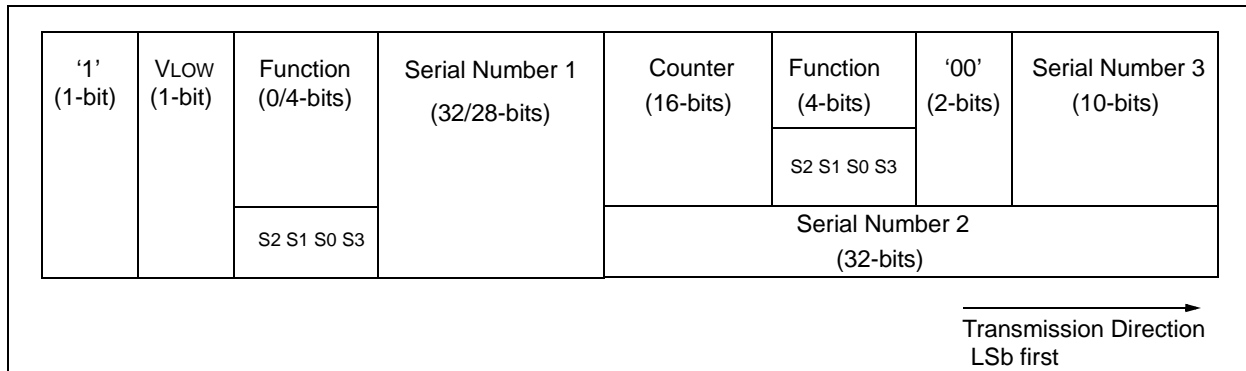 ‘1’
(1-bit)
VLOW
(1-bit)
Function
(0/4-bits)
S2 S1 S0 S3
Serial Number 1
(32/28-bits)
Counter
(16-bits)
Function
(4-bits)
S2 S1 S0 S3
‘00’
(2-bits)
Serial Number 3
(10-bits)
Serial Number 2
(32-bits)
Transmission Direction
LSb first